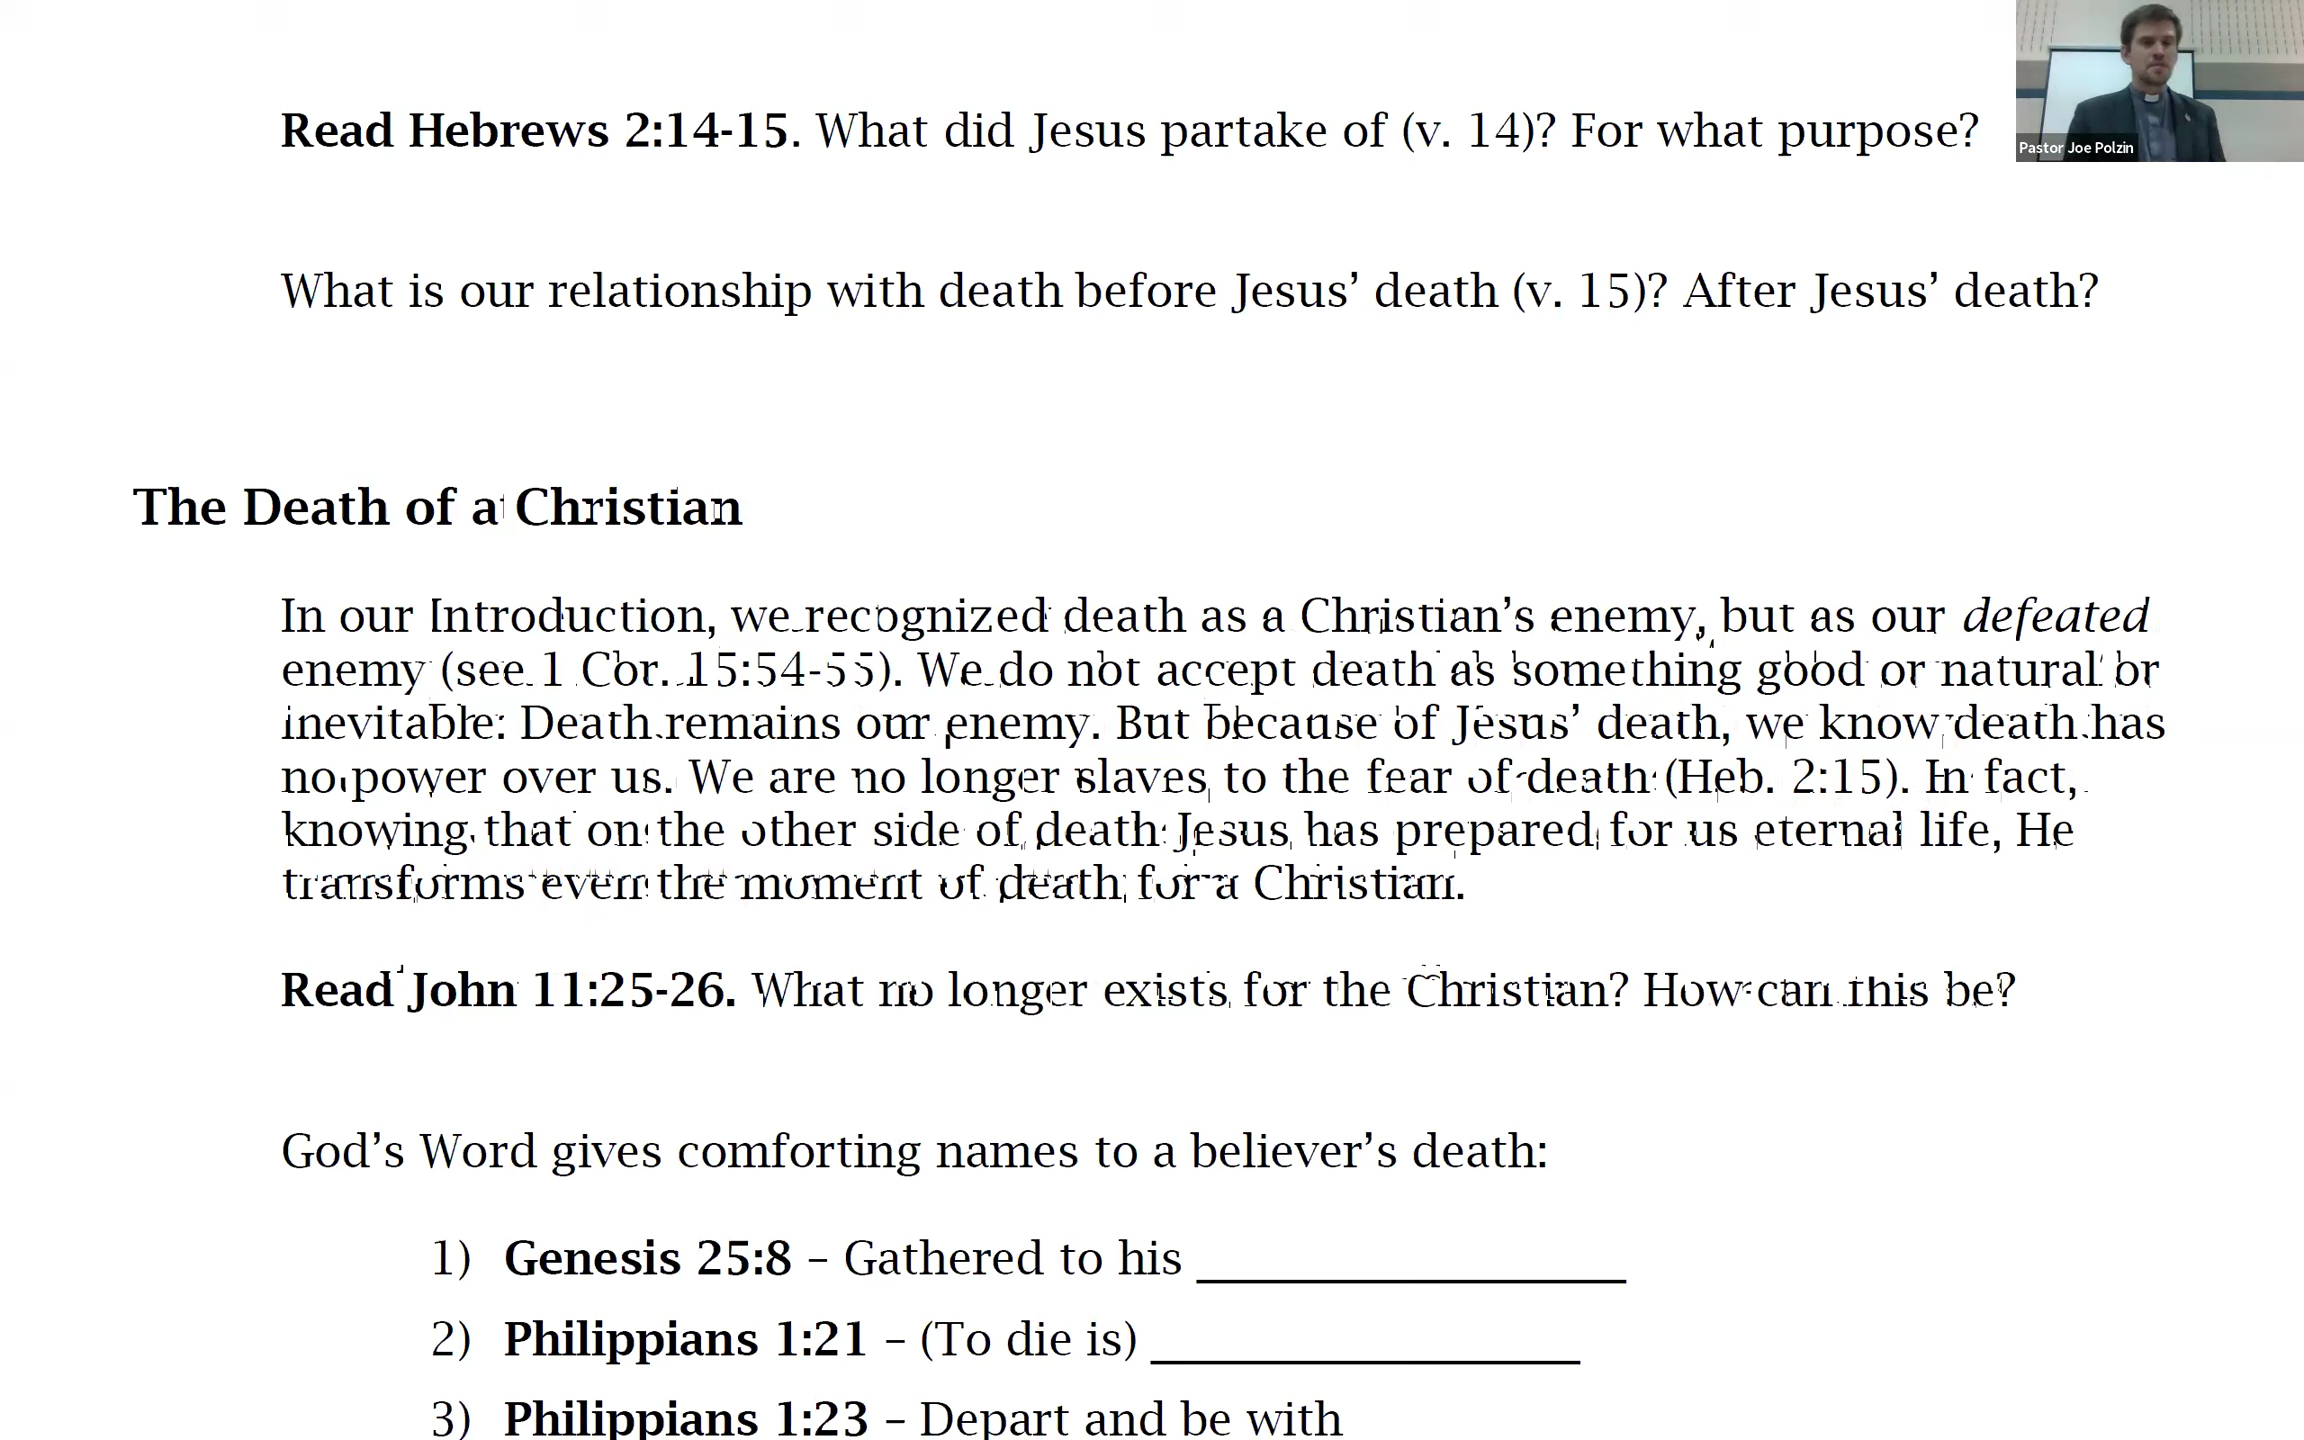 Read Hebrews 2:14-15. What did Jesus partake of (v. 14)? For what purpose?
Pastor Joe Polzin
What is our relationship with death before Jesus’ death (v. 15)? After Jesus’ death?
The Death of a Christian
In our Introduction, we recognized death as a Christian’s enemy, but as our defeated
enemy (see 1 Cor. 15:54-55). We do not accept death as something good or natural or
inevitable: Death remains our enemy. But because of Jesus’ death, we know death has
no power over us. We are no longer slaves to the fear of death (Heb. 2:15). In fact,
knowing that on the other side of death Jesus has prepared for us eternal life, He
transforms even the moment of death for a Christian.
Read John 11:25-26. What no longer exists for the Christian? How can this be?
God’s Word gives comforting names to a believer’s death:
1) Genesis 25:8 – Gathered to his ________________
2) Philippians 1:21 – (To die is) ________________
3) Philippians 1:23 – Depart and be with